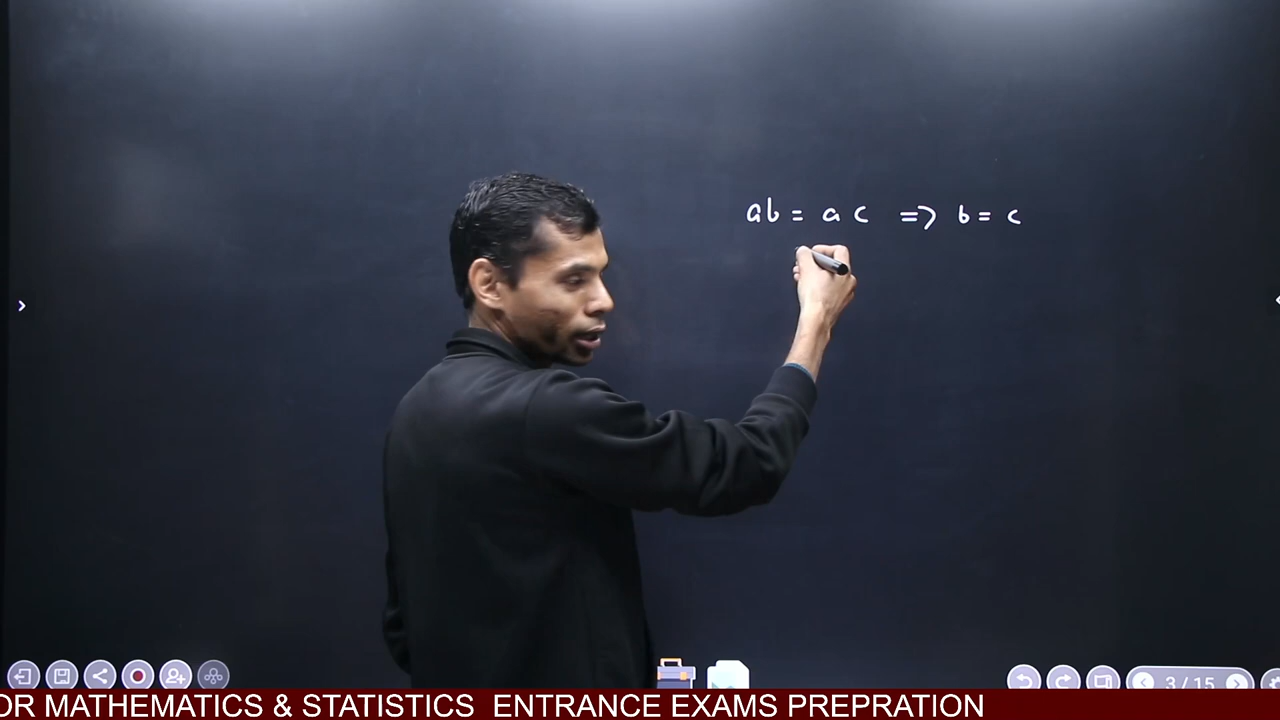 ab = ac => b = c
3 / 15
OR MATHEMATICS & STATISTICS ENTRANCE EXAMS PREPRATION